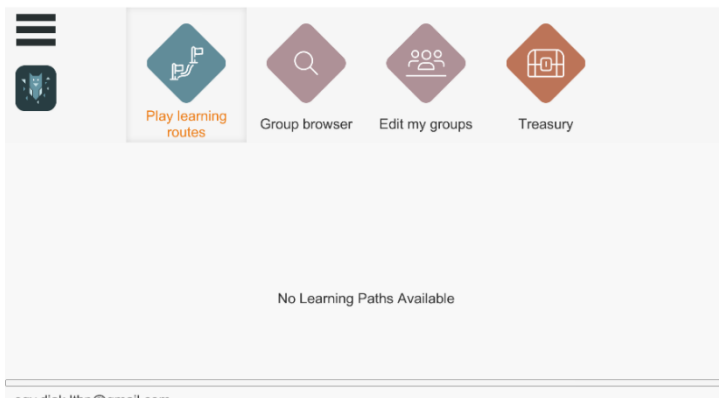 Play learning
routes
Group browser
Edit my groups
Treasury
No Learning Paths Available